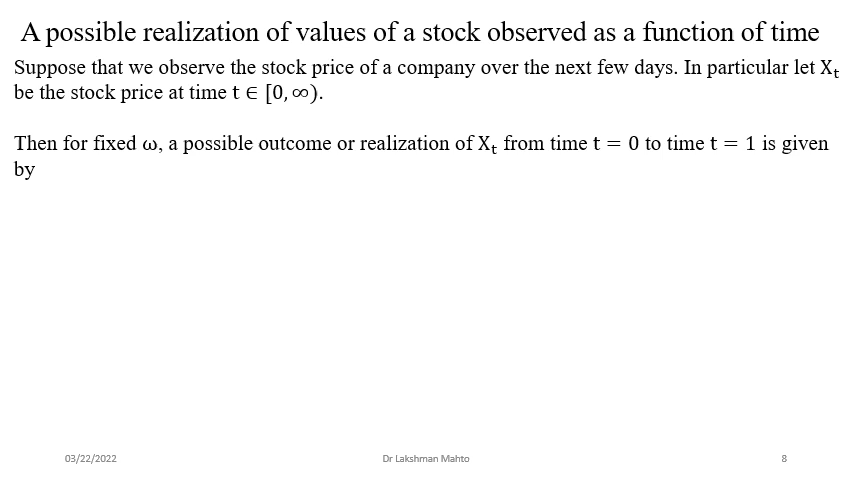 A possible realization of values of a stock observed as a function of time
Suppose that we observe the stock price of a company over the next few days. In particular let Xₜ
be the stock price at time t ∈ [0, ∞).
Then for fixed ω, a possible outcome or realization of Xₜ from time t = 0 to time t = 1 is given
by
03/22/2022
Dr Lakshman Mahto
8